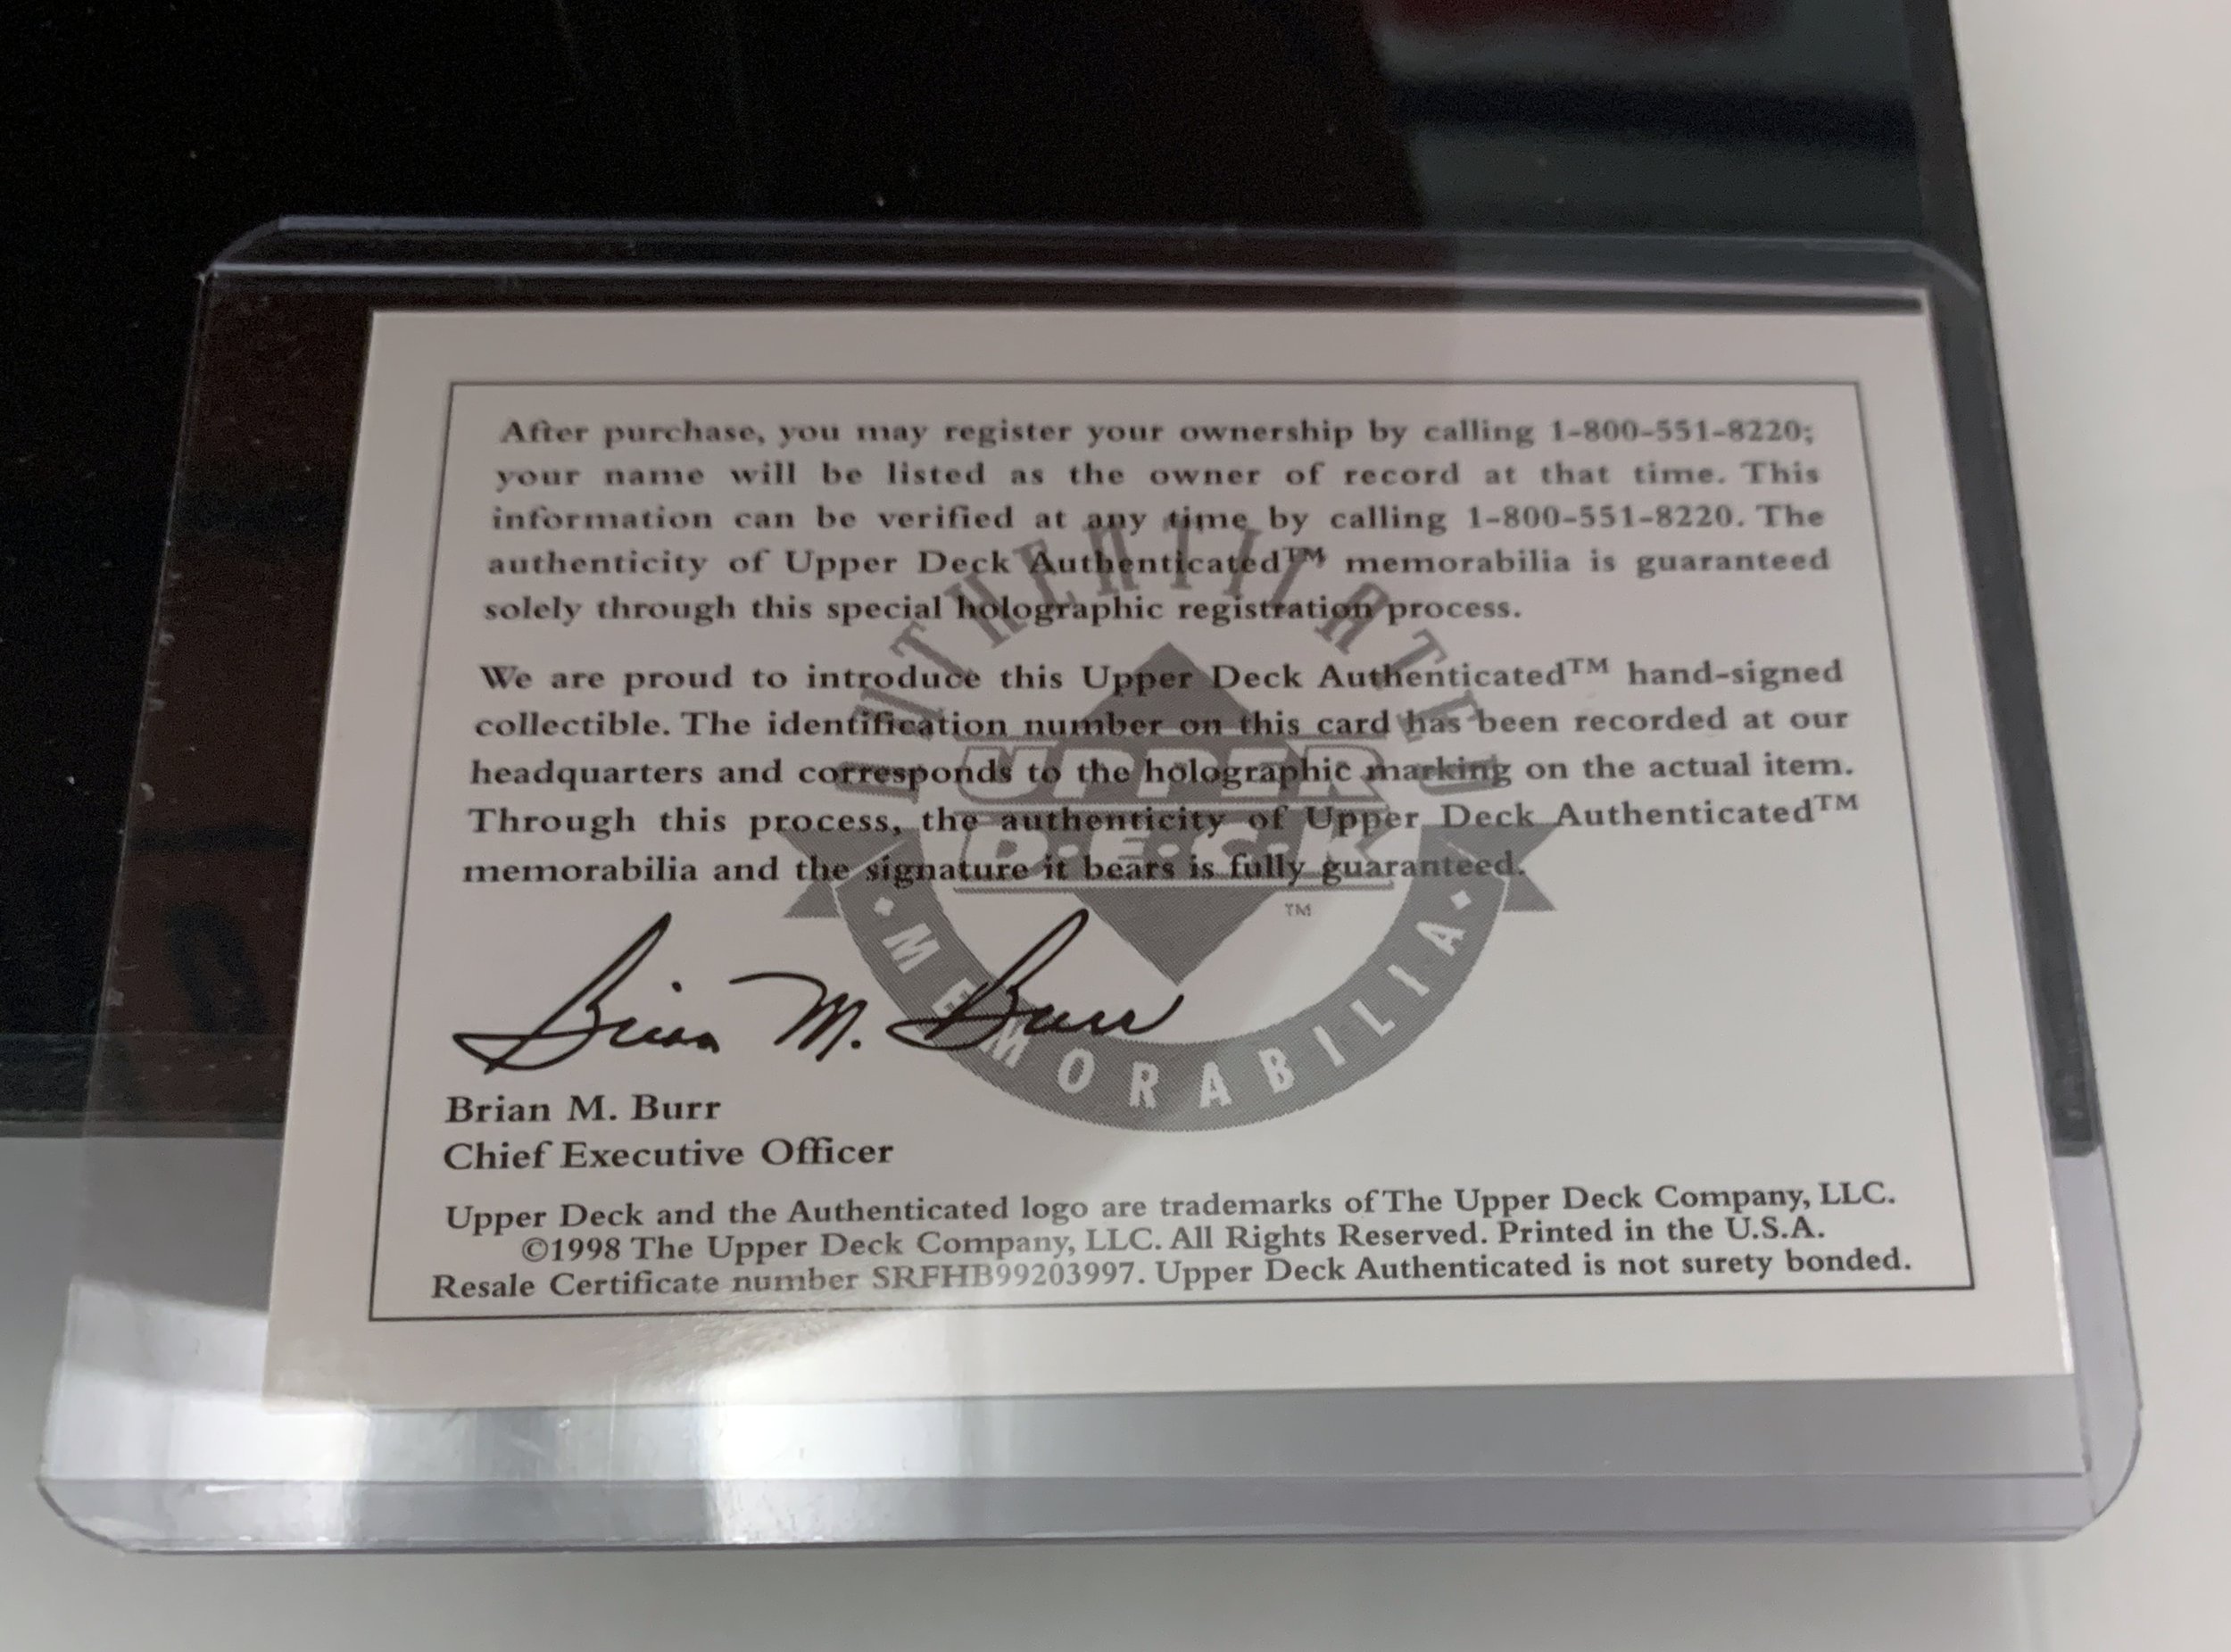 After purchase, you may register your ownership by calling 1-800-551-8220;
your name will be listed as the owner of record at that time. This
information can be verified at any time by calling 1-800-551-8220. The
authenticity of Upper Deck Authenticated™ memorabilia is guaranteed
solely through this special holographic registration process.
We are proud to introduce this Upper Deck Authenticated™ hand-signed
collectible. The identification number on this card has been recorded at our
headquarters and corresponds to the holographic marking on the actual item.
Through this process, the authenticity of Upper Deck Authenticated™
memorabilia and the signature it bears is fully guaranteed.
AUTHENTICATED
UPPER
D·E·C·K
TM
·MEMORABILIA·
Brian M. Burr
Brian M. Burr
Chief Executive Officer
Upper Deck and the Authenticated logo are trademarks of The Upper Deck Company, LLC.
©1998 The Upper Deck Company, LLC. All Rights Reserved. Printed in the U.S.A.
Resale Certificate number SRFHB99203997. Upper Deck Authenticated is not surety bonded.